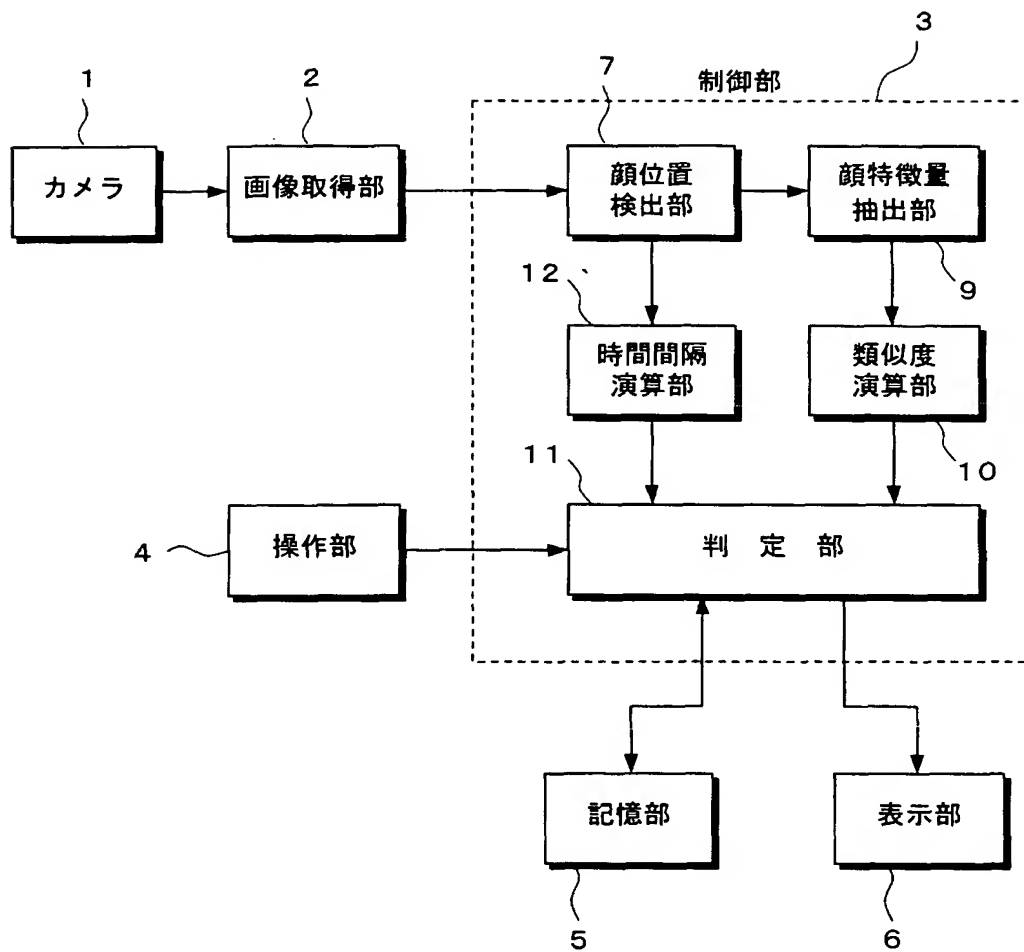 3
1
2
7
制御部
カメラ
画像取得部
顔位置
検出部
顔特徴量
抽出部
12
9
時間間隔
演算部
類似度
演算部
11
10
4
操作部
判 定 部
記憶部
表示部
5
6